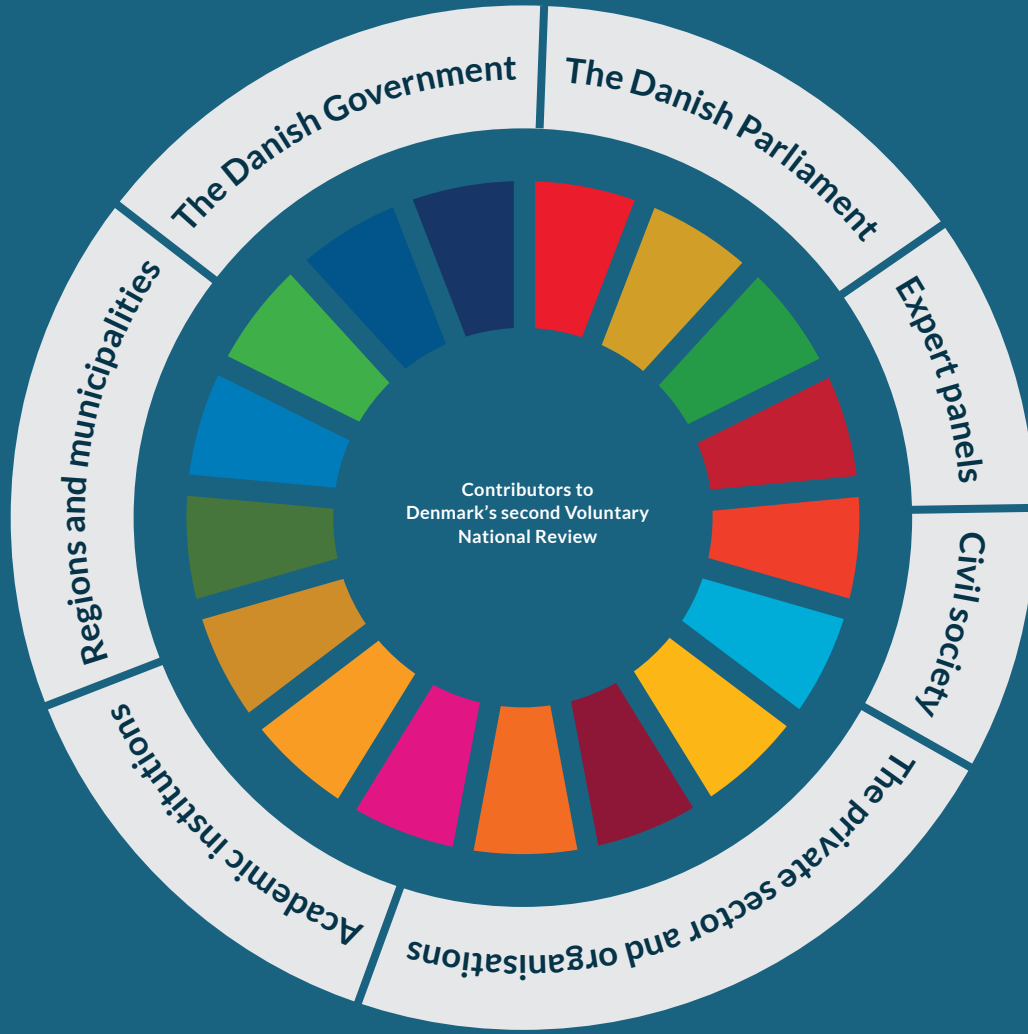 The Danish Government
The Danish Parliament
Expert panels
Civil society
The private sector and organisations
Academic institutions
Regions and municipalities
Contributors to
Denmark’s second Voluntary
National Review